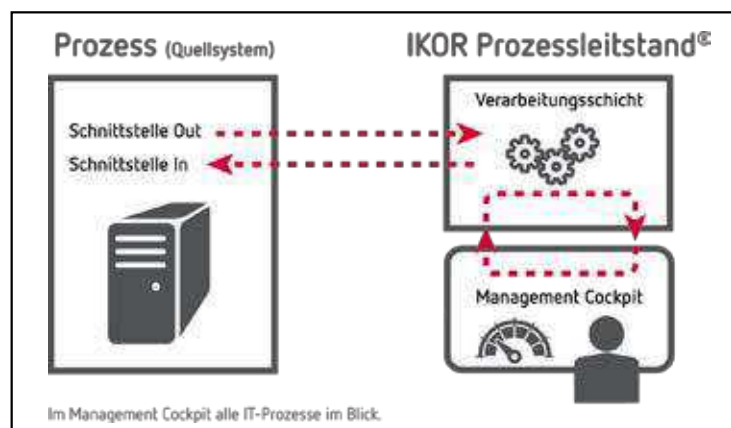 Prozess (Quellsystem)
IKOR Prozessleitstand®
Schnittstelle Out
Schnittstelle In
Verarbeitungsschicht
Management Cockpit
Im Management Cockpit alle IT-Prozesse im Blick.